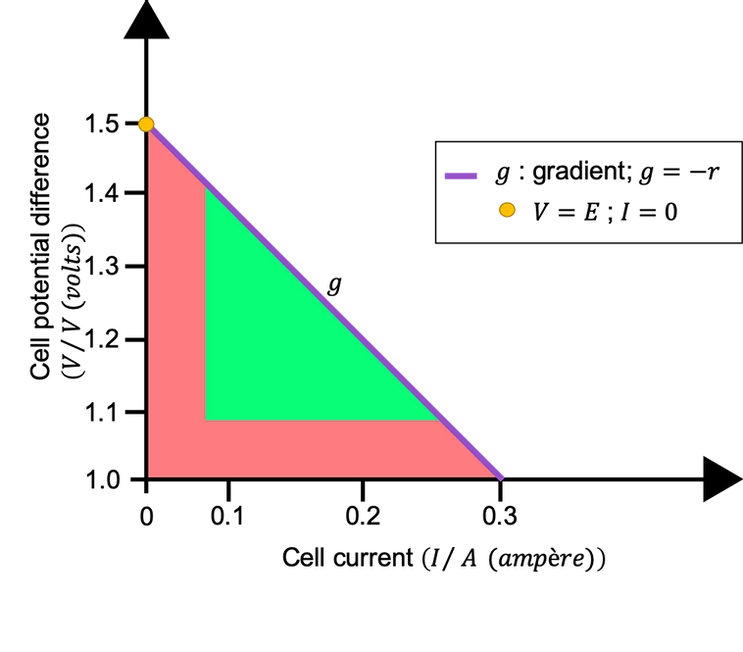 Cell potential difference
(V/V (volts))
1.5
1.4
1.3
1.2
1.1
1.0
g
g : gradient; g = −r
V = E ; I = 0
0
0.1
0.2
0.3
Cell current (I/ A (ampère))